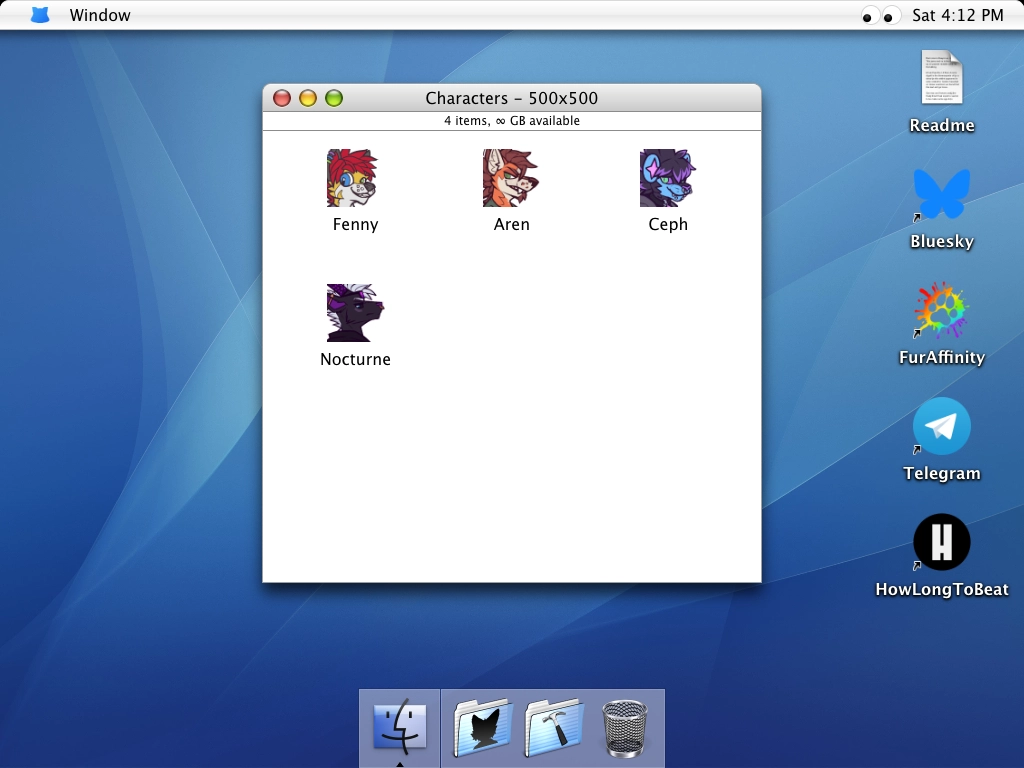 Window
Sat 4:12 PM
Characters – 500x500
4 items, ∞ GB available
Fenny
Aren
Ceph
Nocturne
Readme
Bluesky
FurAffinity
Telegram
H
HowLongToBeat